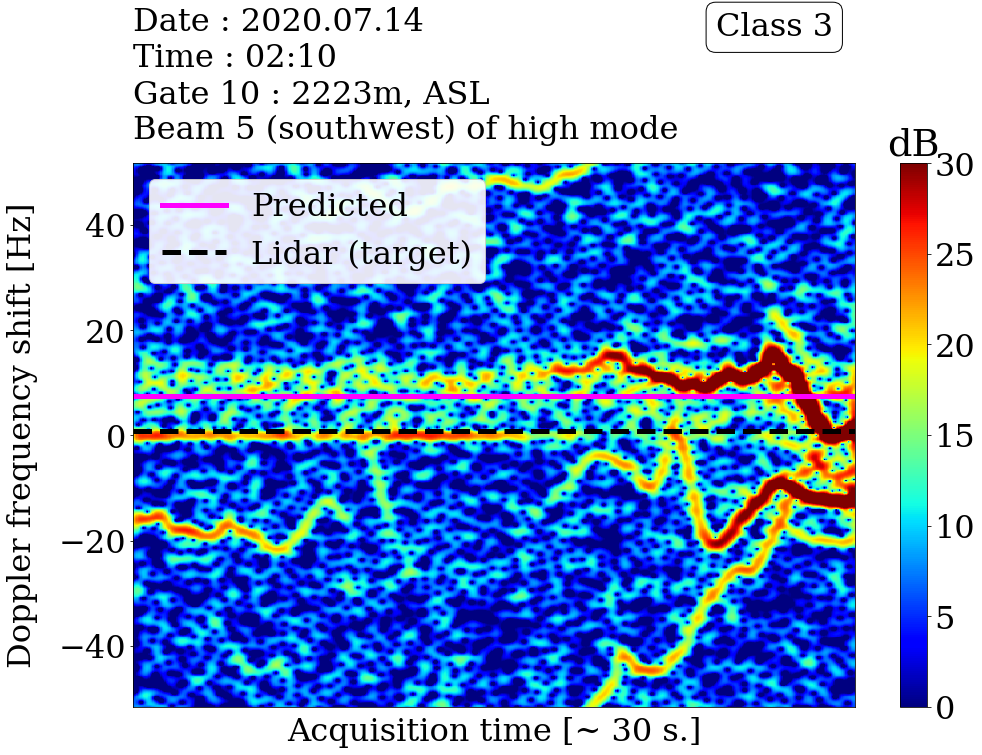 Date : 2020.07.14
Time : 02:10
Gate 10 : 2223m, ASL
Beam 5 (southwest) of high mode
Class 3
dB
Predicted
Lidar (target)
Doppler frequency shift [Hz]
40
20
0
−20
−40
Acquisition time [~ 30 s.]
30
25
20
15
10
5
0